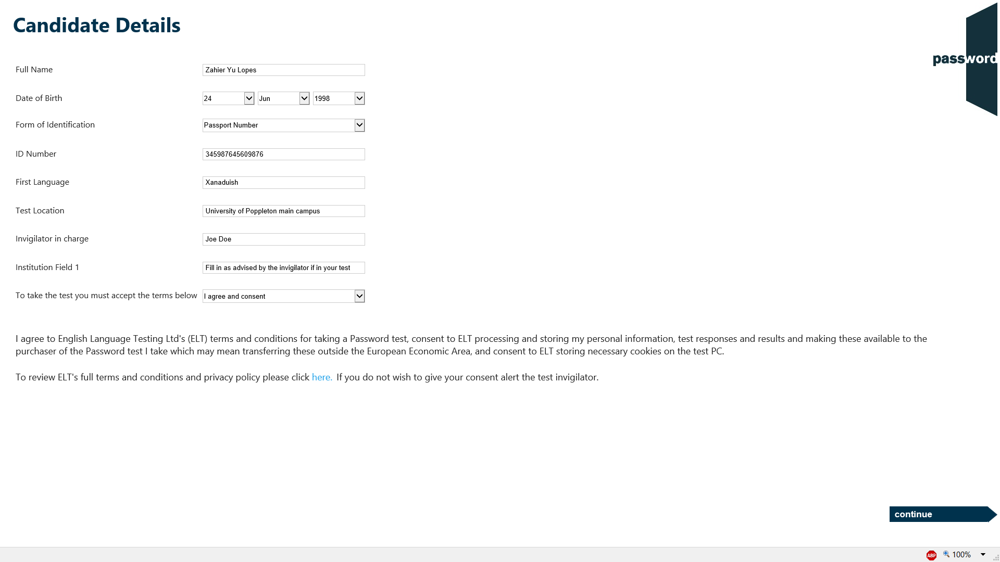 Candidate Details
password
Full Name Zahier Yu Lopes
Date of Birth 24 Jun 1998
Form of Identification Passport Number
ID Number 345987645609876
First Language Xanaduish
Test Location University of Poppleton main campus
Invigilator in charge Joe Doe
Institution Field 1 Fill in as advised by the invigilator if in your test
To take the test you must accept the terms below I agree and consent
I agree to English Language Testing Ltd's (ELT) terms and conditions for taking a Password test, consent to ELT processing and storing my personal information, test responses and results and making these available to the
purchaser of the Password test I take which may mean transferring these outside the European Economic Area, and consent to ELT storing necessary cookies on the test PC.
To review ELT's full terms and conditions and privacy policy please click here. If you do not wish to give your consent alert the test invigilator.
continue
ABP 100%